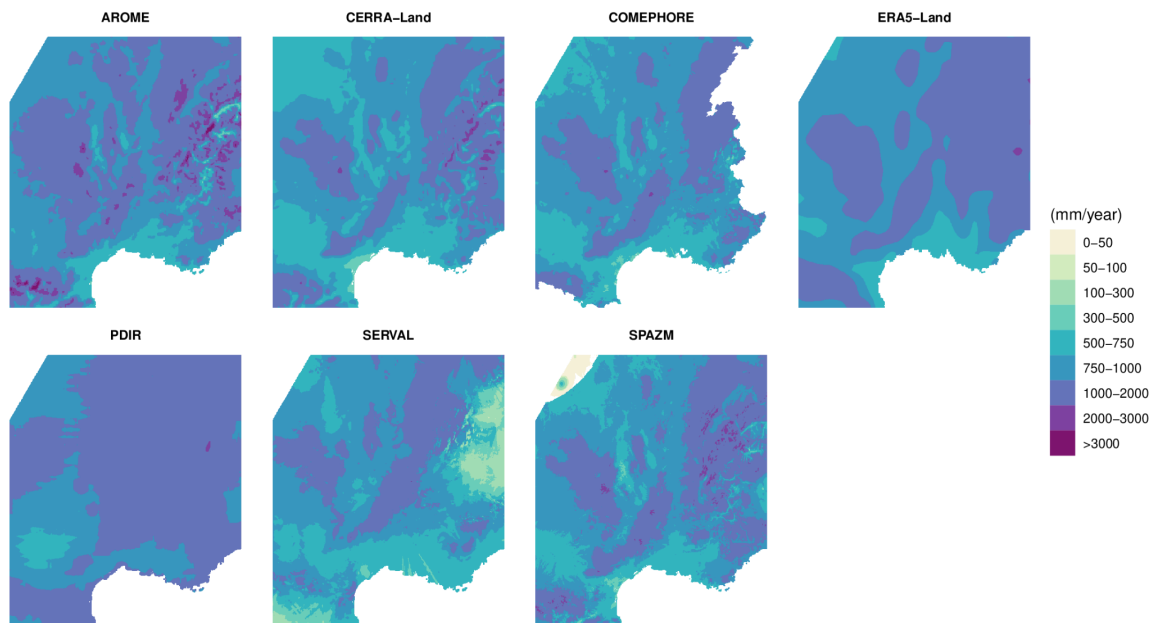 AROME
CERRA−Land
COMEPHORE
ERA5−Land
(mm/year)
0−50
50−100
100−300
300−500
500−750
750−1000
1000−2000
2000−3000
>3000
PDIR
SERVAL
SPAZM